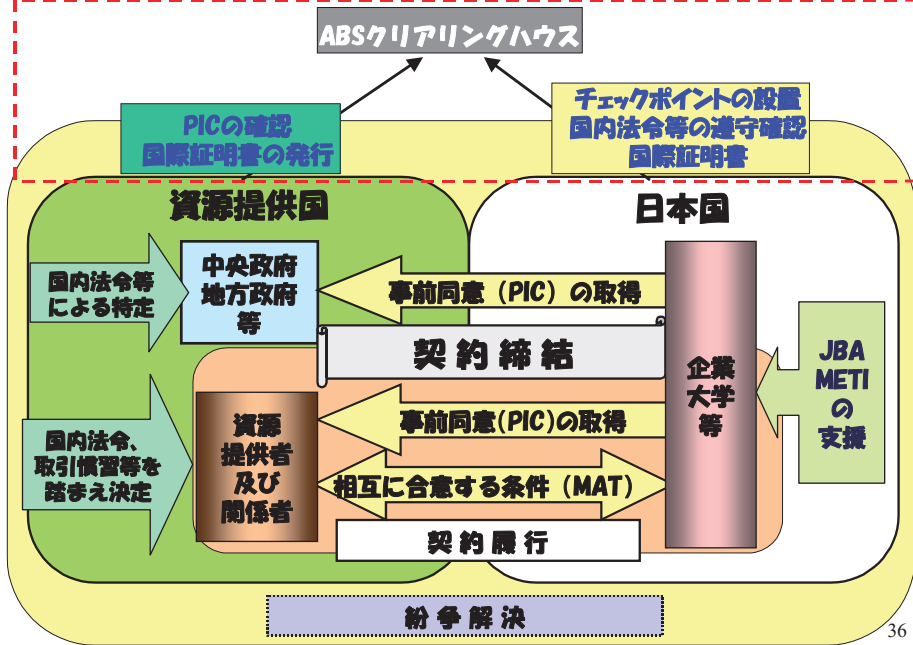 ABSクリアリングハウス
PICの確認
国際証明書の発行
チェックポイントの設置
国内法令等の遵守確認
国際証明書
資源提供国
日本国
国内法令等
による特定
中央政府
地方政府
等
事前同意（PIC）の取得
契約締結
企業
大学
等
JBA
METI
の
支援
国内法令、
取引慣習等を
踏まえ決定
資源
提供者
及び
関係者
事前同意(PIC)の取得
相互に合意する条件（MAT）
契約履行
紛争解決
36